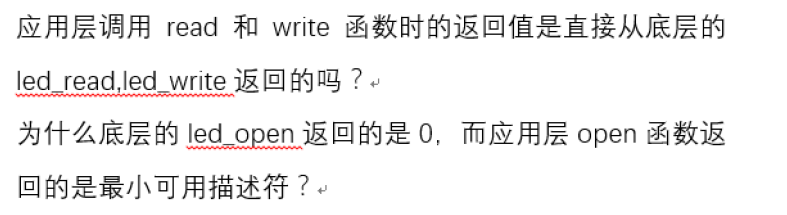 应用层调用 read 和 write 函数时的返回值是直接从底层的
led_read,led_write 返回的吗？
为什么底层的 led_open 返回的是 0，而应用层 open 函数返
回的是最小可用描述符？